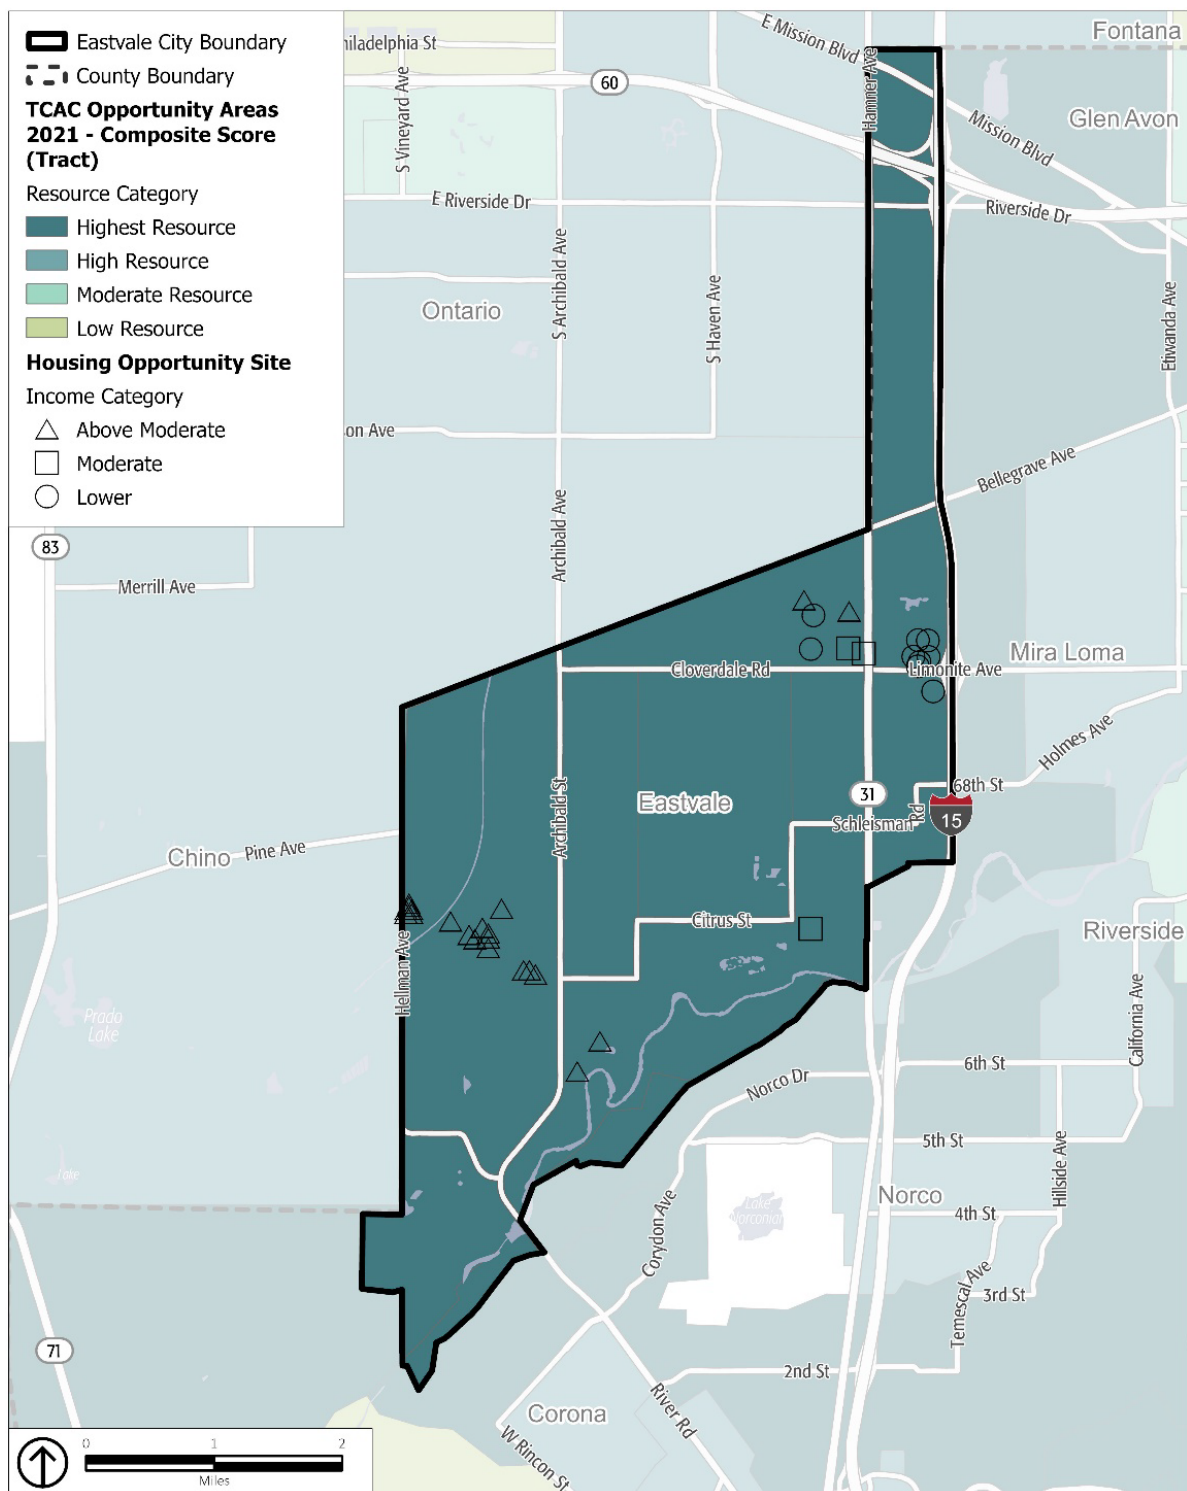 Eastvale City Boundary
County Boundary
TCAC Opportunity Areas
2021 - Composite Score
(Tract)
Resource Category
Highest Resource
High Resource
Moderate Resource
Low Resource
Housing Opportunity Site
Income Category
Above Moderate
Moderate
Lower
hiladelphia St
S Vineyard Ave
60
E Mission Blvd
Hamner Ave
Fontana
Glen Avon
Mission Blvd
E Riverside Dr
Riverside Dr
S Archibald Ave
S Haven Ave
Etiwanda Ave
Ontario
on Ave
Bellegrave Ave
Archibald Ave
83
Merrill Ave
Mira Loma
Cloverdale Rd
Limonite Ave
Holmes Ave
68th St
31
Rd
15
Eastvale
Schleisman
Archibald St
Chino
Pine Ave
Citrus St
Riverside
Hellman Ave
Prado
Lake
California Ave
6th St
Norco Dr
5th St
Hillside Ave
Lake
Norco
Lake
Norconian
4th St
Corydon Ave
Temescal Ave
3rd St
71
2nd St
River Rd
Corona
W Rincon St
0 1 2
Miles